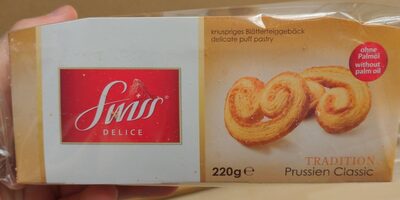 knuspriges Blätterteiggebäck
delicate puff pastry
ohne
Palmöl
without
palm oil
Swiss
DELICE
TRADITION
220g e
Prussien Classic